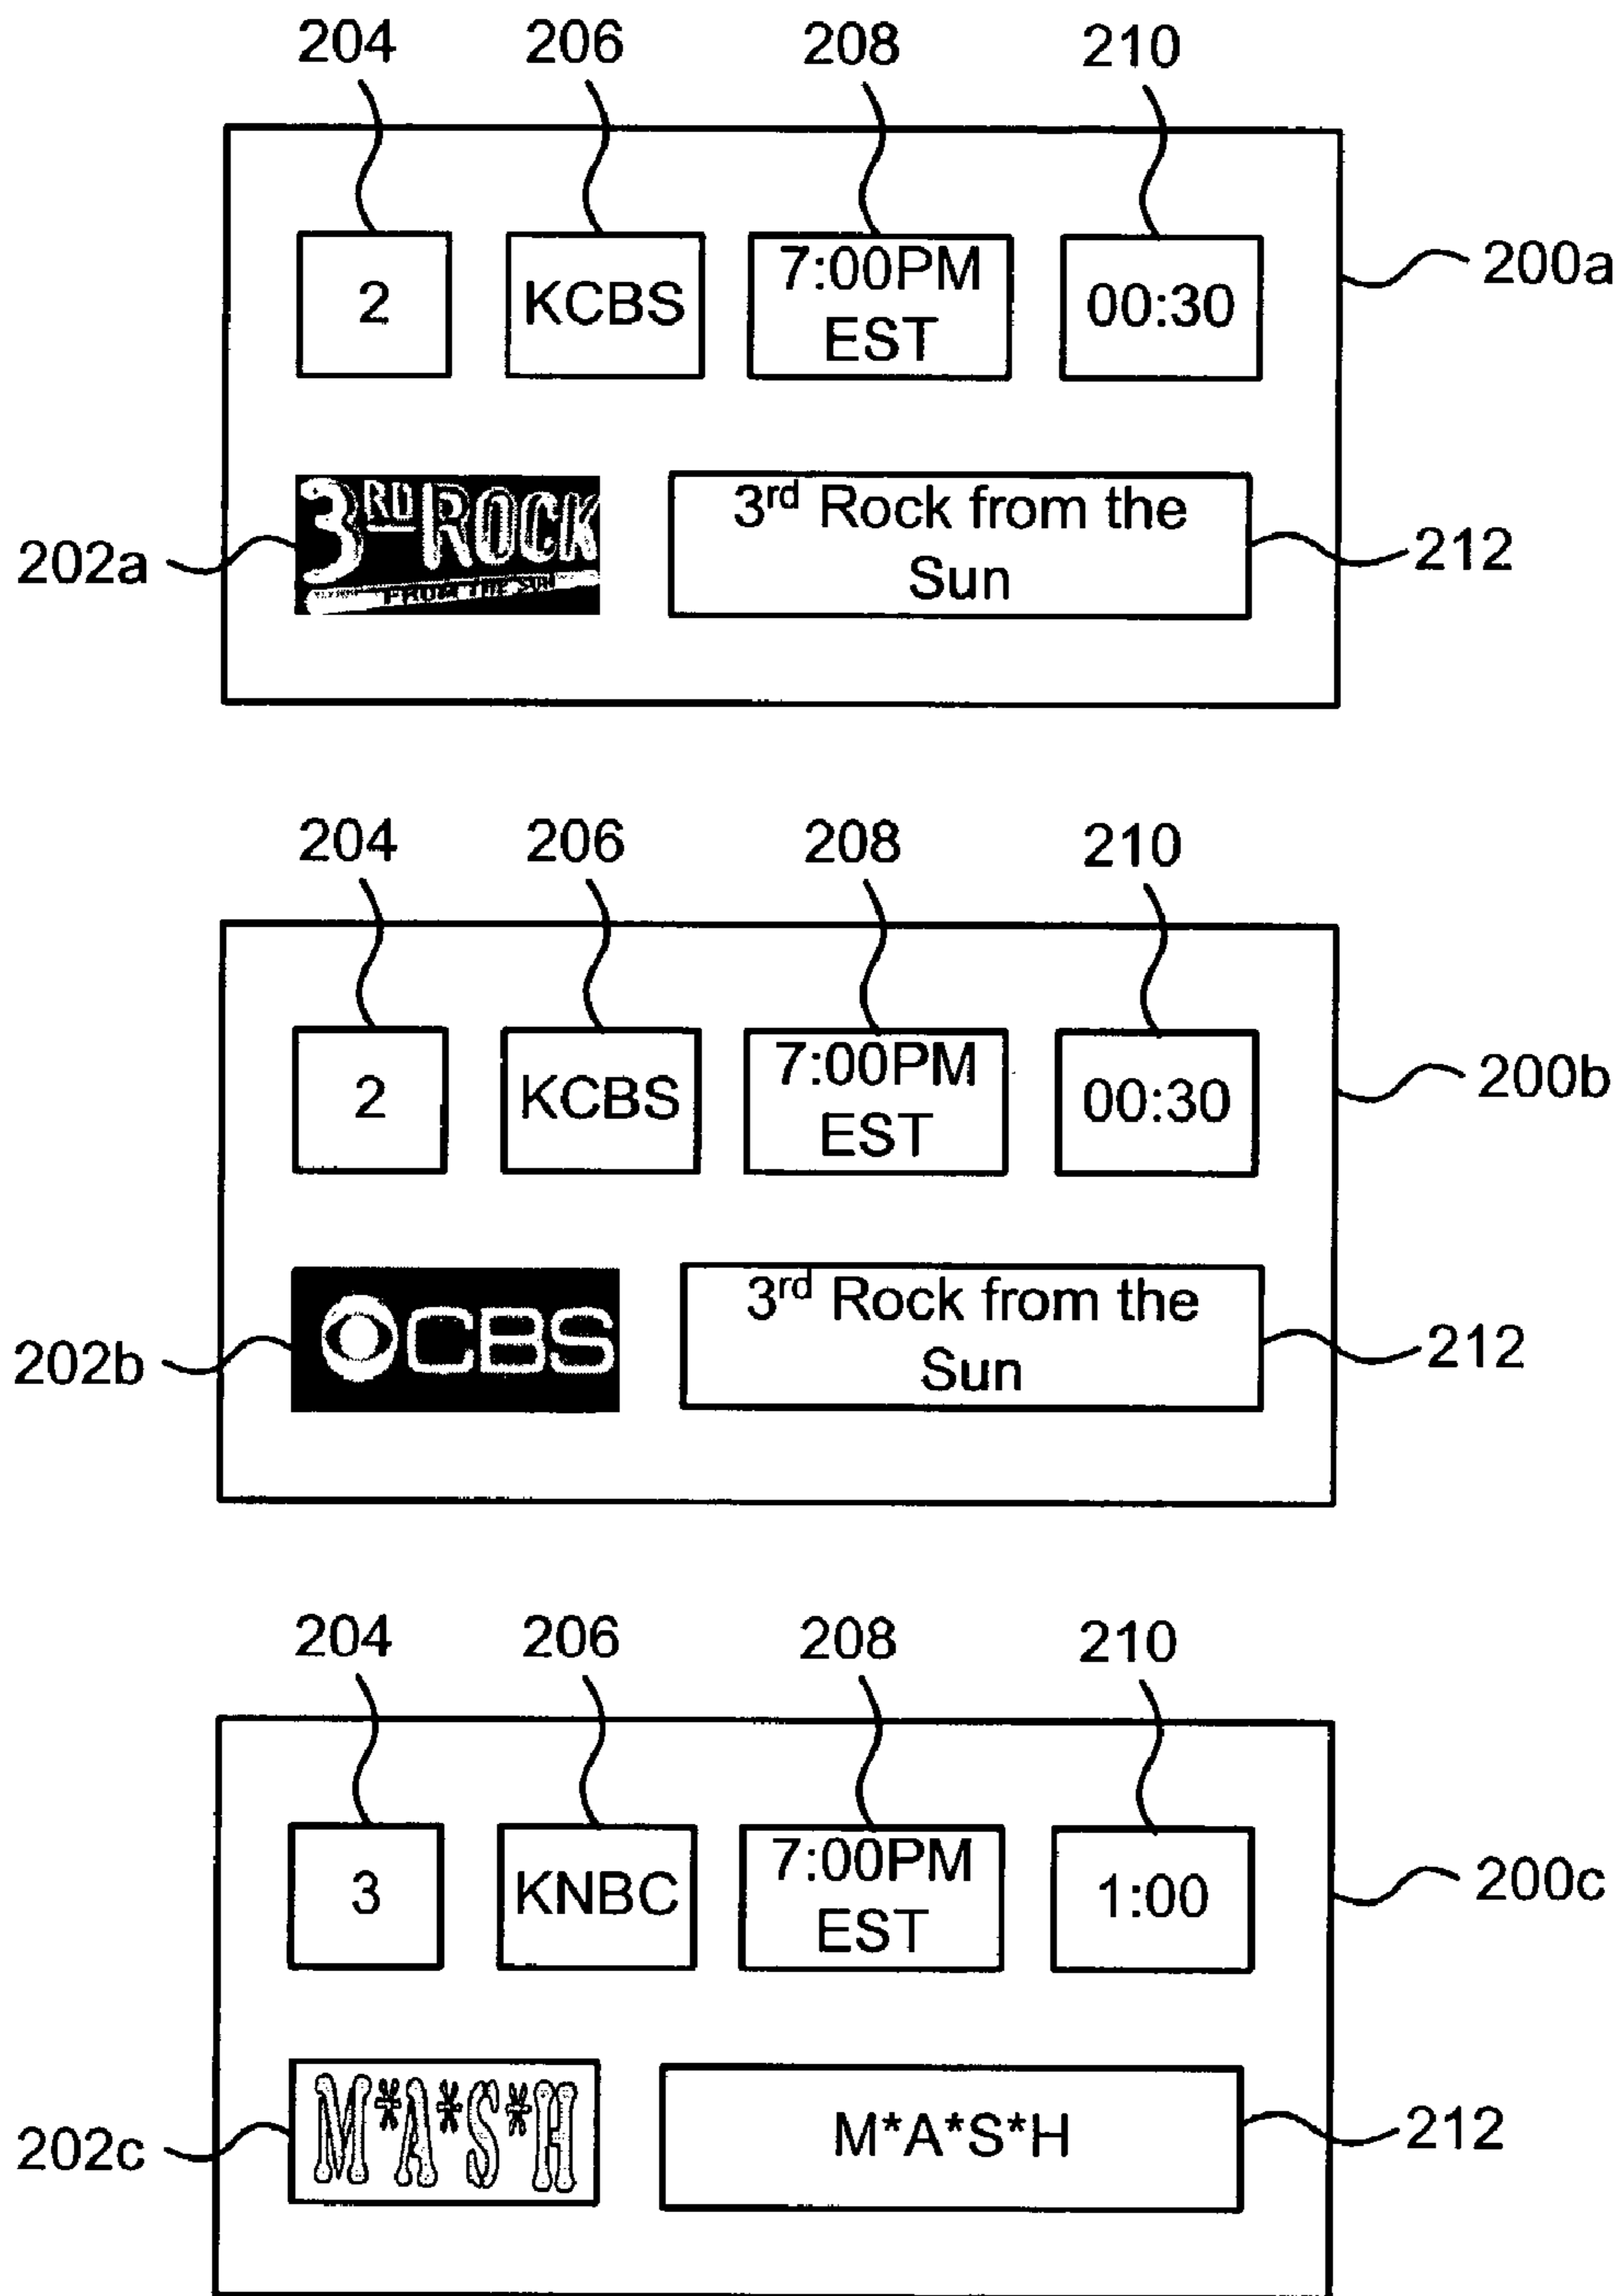 204 206 208 210
2 KCBS 7:00PM EST 00:30 200a
202a 3RD ROCK FROM THE SUN 3rd Rock from the Sun 212
204 206 208 210
2 KCBS 7:00PM EST 00:30 200b
202b CBS 3rd Rock from the Sun 212
204 206 208 210
3 KNBC 7:00PM EST 1:00 200c
202c M*A*S*H M*A*S*H 212